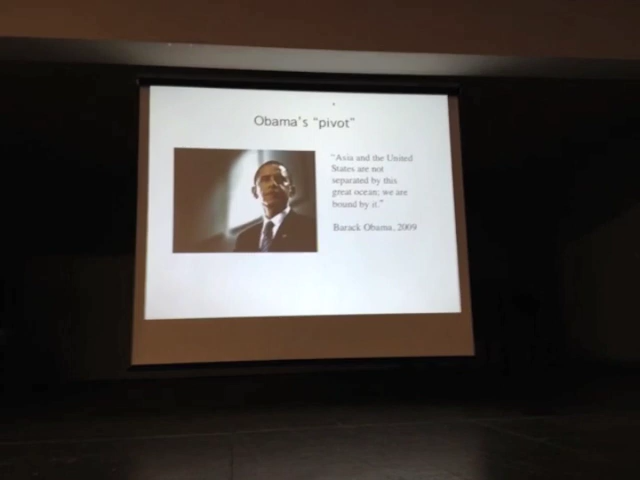 Obama's "pivot"
"Asia and the United
States are not
separated by this
great ocean; we are
bound by it."
Barack Obama, 2009